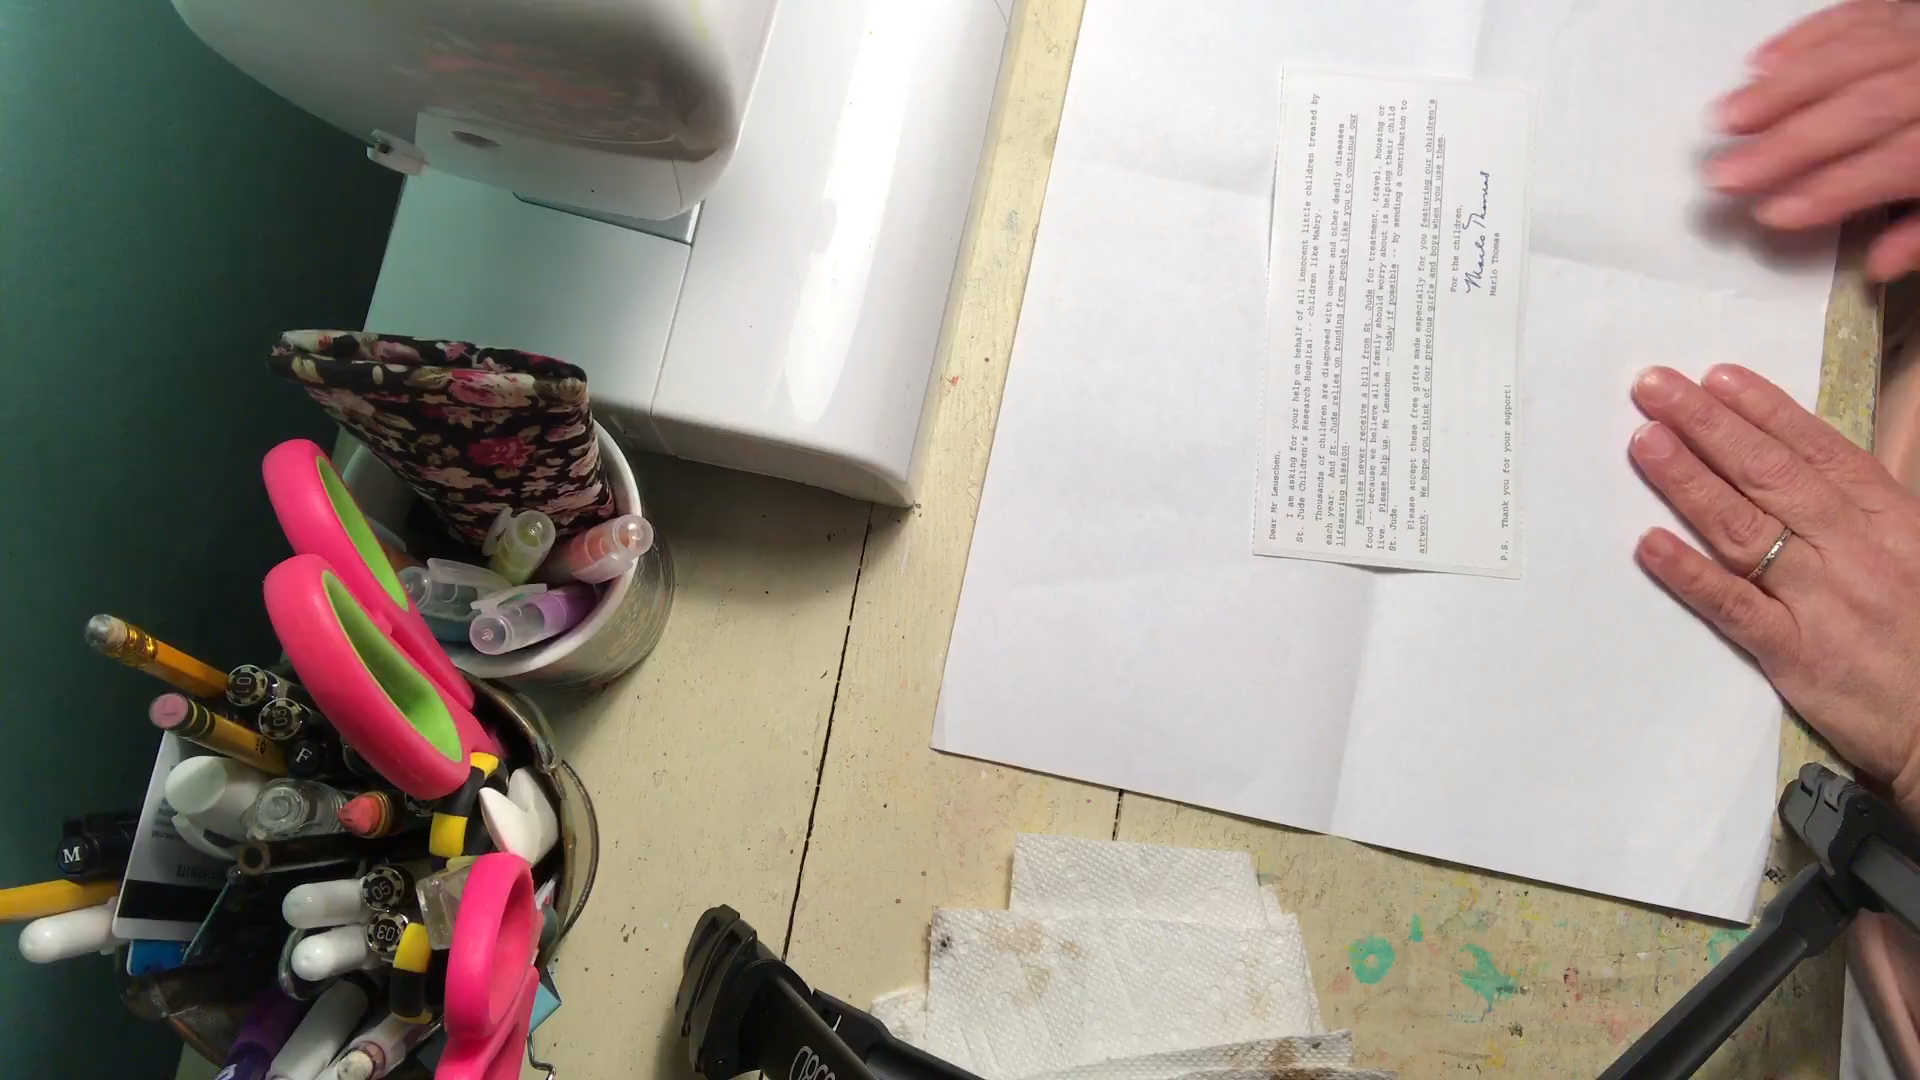 Dear Mr Leuschen,
I am asking for your help on behalf of all innocent little children treated by
St. Jude Children's Research Hospital -- children like Mabry.
Thousands of children are diagnosed with cancer and other deadly diseases
each year. And St. Jude relies on funding from people like you to continue our
lifesaving mission.
Families never receive a bill from St. Jude for treatment, travel, housing or
food -- because we believe all a family should worry about is helping their child
live. Please help us, Mr Leuschen -- today if possible -- by sending a contribution to
St. Jude.
Please accept these free gifts made especially for you featuring our children's
artwork. We hope you think of our precious girls and boys when you use them.
For the children,
Marlo Thomas
Marlo Thomas
P.S. Thank you for your support!
01
03
F
M
05
03